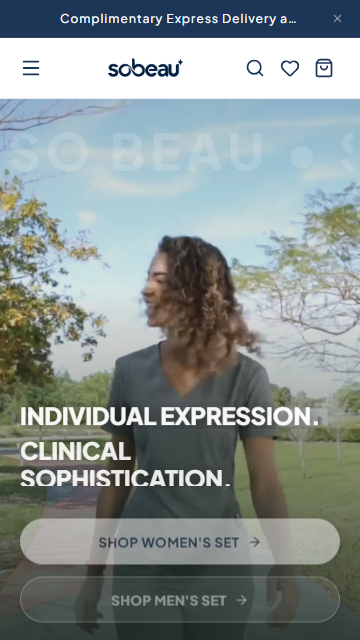 Complimentary Express Delivery a…
sobeau
SO BEAU • S
INDIVIDUAL EXPRESSION.
CLINICAL
SOPHISTICATION.
SHOP WOMEN'S SET →
SHOP MEN'S SET →